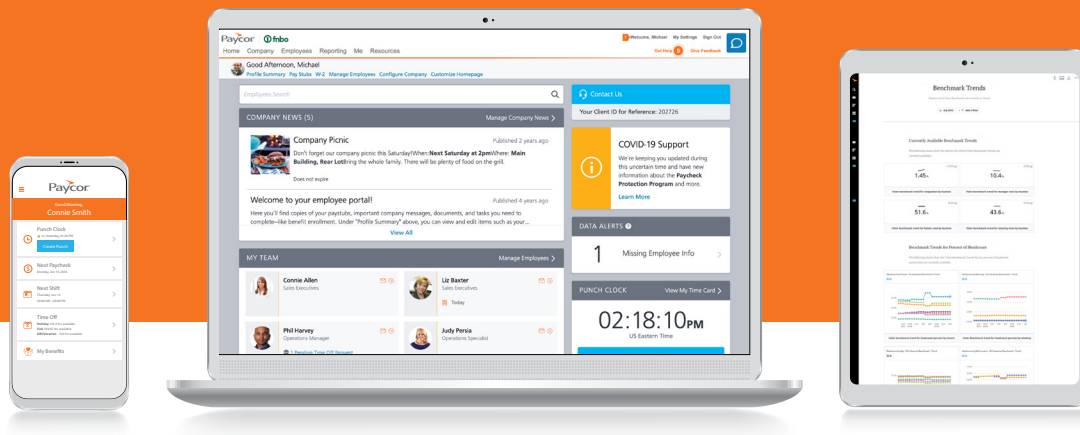 Paycor
Good Morning,
Connie Smith
Punch Clock
Create Punch
Next Paycheck
Next Shift
Time Off
My Benefits
Paycor fnbo
Welcome, Michael My Settings Sign Out
Home Company Employees Reporting Me Resources
Get Help Give Feedback
Good Afternoon, Michael
Profile Summary Pay Stubs W-2 Manage Employees Configure Company Customize Homepage
Employees Search
COMPANY NEWS (5) Manage Company News
Company Picnic Published 2 years ago
Don't forget our company picnic this Saturday!When:Next Saturday at 2pmWhere: Main
Building, Rear LotBring the whole family. There will be plenty of food on the grill.
Does not expire
Welcome to your employee portal! Published 4 years ago
Here you'll find copies of your paystubs, important company messages, documents, and tasks you need to
complete–like benefit enrollment. Under "Profile Summary" above, you can view and edit items such as your...
View All
MY TEAM Manage Employees
Connie Allen
Sales Executives
Liz Baxter
Sales Executives
Today
Phil Harvey
Operations Manager
2 Pending Time Off Request
Judy Persia
Operations Specialist
Contact Us
Your Client ID for Reference: 202726
COVID-19 Support
We're keeping you updated during
this uncertain time and have new
information about the Paycheck
Protection Program and more.
Learn More
DATA ALERTS
1 Missing Employee Info
PUNCH CLOCK View My Time Card
02:18:10PM
US Eastern Time
Benchmark Trends
Currently Available Benchmark Trends
1.45%
10.4%
51.6%
43.6%
Benchmark Trends for Percent of Headcount